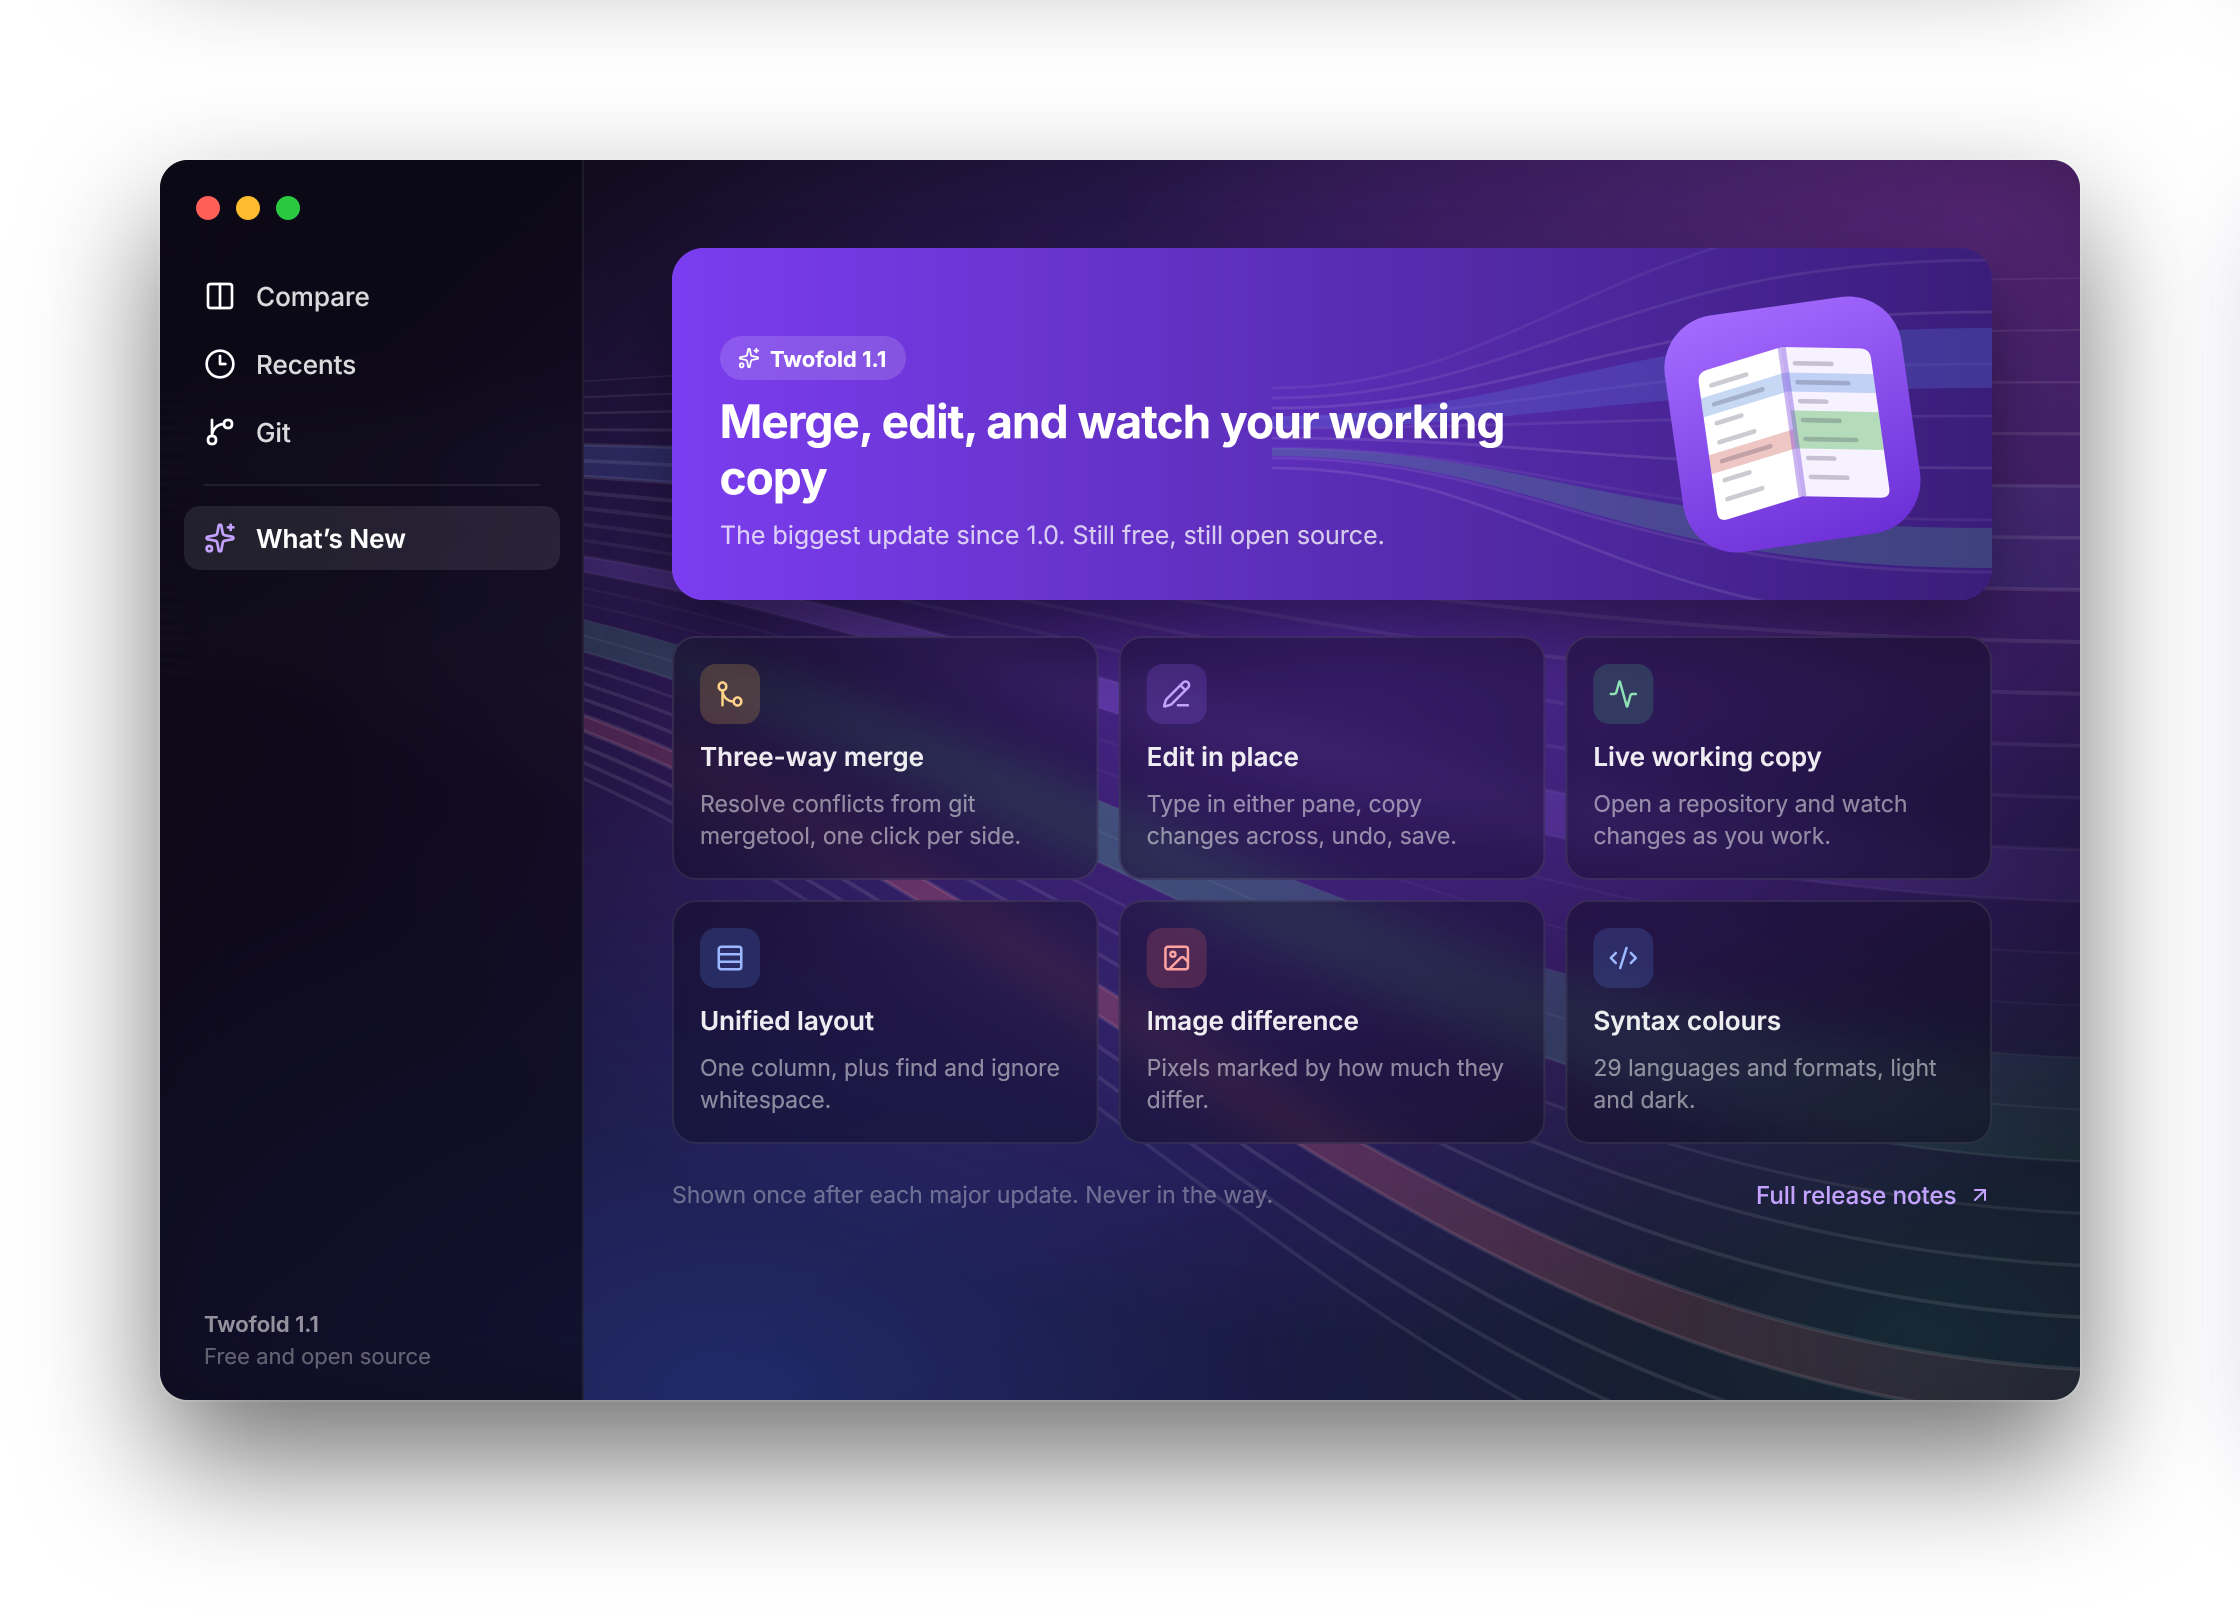 Compare
Recents
Git
What’s New
Twofold 1.1
Free and open source
Twofold 1.1
Merge, edit, and watch your working
copy
The biggest update since 1.0. Still free, still open source.
Three-way merge
Resolve conflicts from git
mergetool, one click per side.
Edit in place
Type in either pane, copy
changes across, undo, save.
Live working copy
Open a repository and watch
changes as you work.
Unified layout
One column, plus find and ignore
whitespace.
Image difference
Pixels marked by how much they
differ.
Syntax colours
29 languages and formats, light
and dark.
Shown once after each major update. Never in the way.
Full release notes